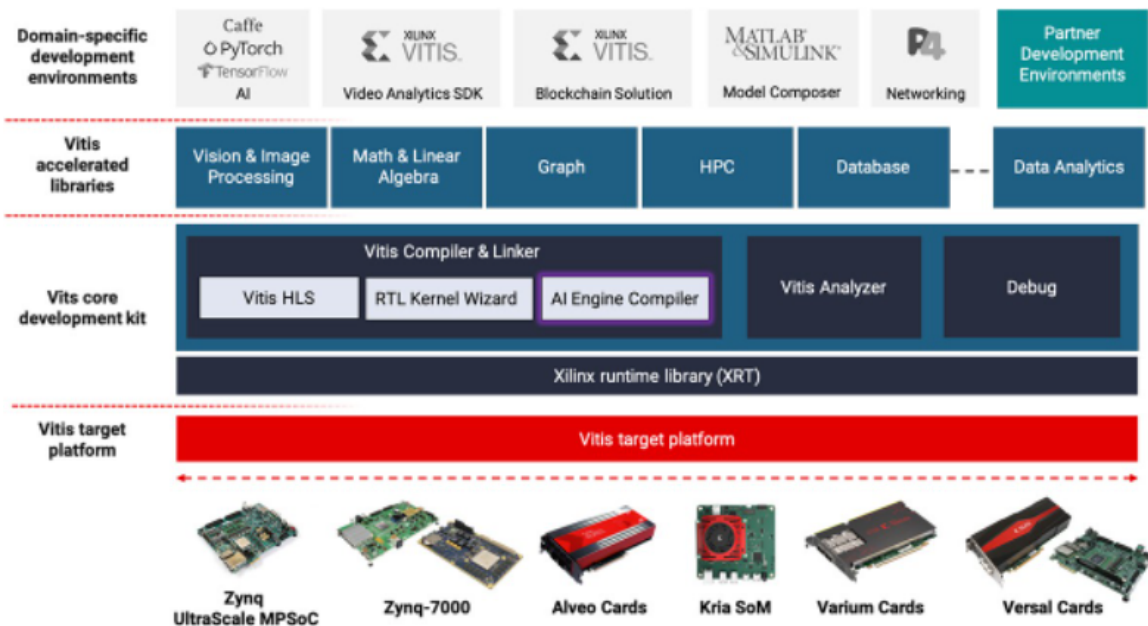 Domain-specific
development
environments
Caffe
PyTorch
TensorFlow
AI
XILINX
VITIS
Video Analytics SDK
XILINX
VITIS
Blockchain Solution
MATLAB
&SIMULINK
Model Composer
P4
Networking
Partner
Development
Environments
Vitis
accelerated
libraries
Vision & Image
Processing
Math & Linear
Algebra
Graph
HPC
Database
Data Analytics
Vits core
development kit
Vitis Compiler & Linker
Vitis HLS
RTL Kernel Wizard
AI Engine Compiler
Vitis Analyzer
Debug
Xilinx runtime library (XRT)
Vitis target
platform
Vitis target platform
Zynq
UltraScale MPSoC
Zynq-7000
Alveo Cards
Kria SoM
Varium Cards
Versal Cards